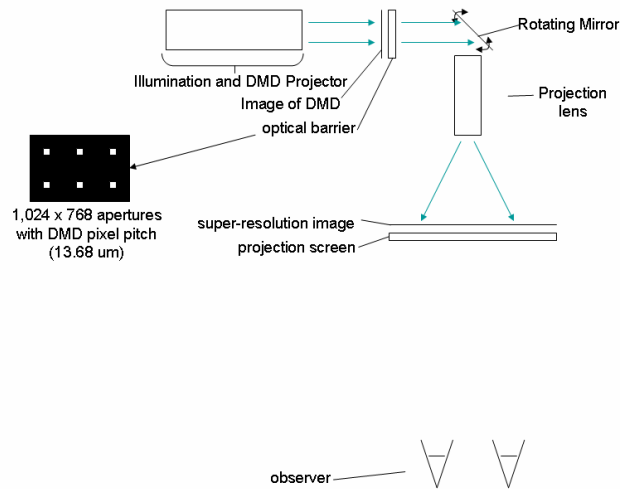 Rotating Mirror
Illumination and DMD Projector
Image of DMD
optical barrier
Projection
lens
1,024 x 768 apertures
with DMD pixel pitch
(13.68 um)
super-resolution image
projection screen
observer